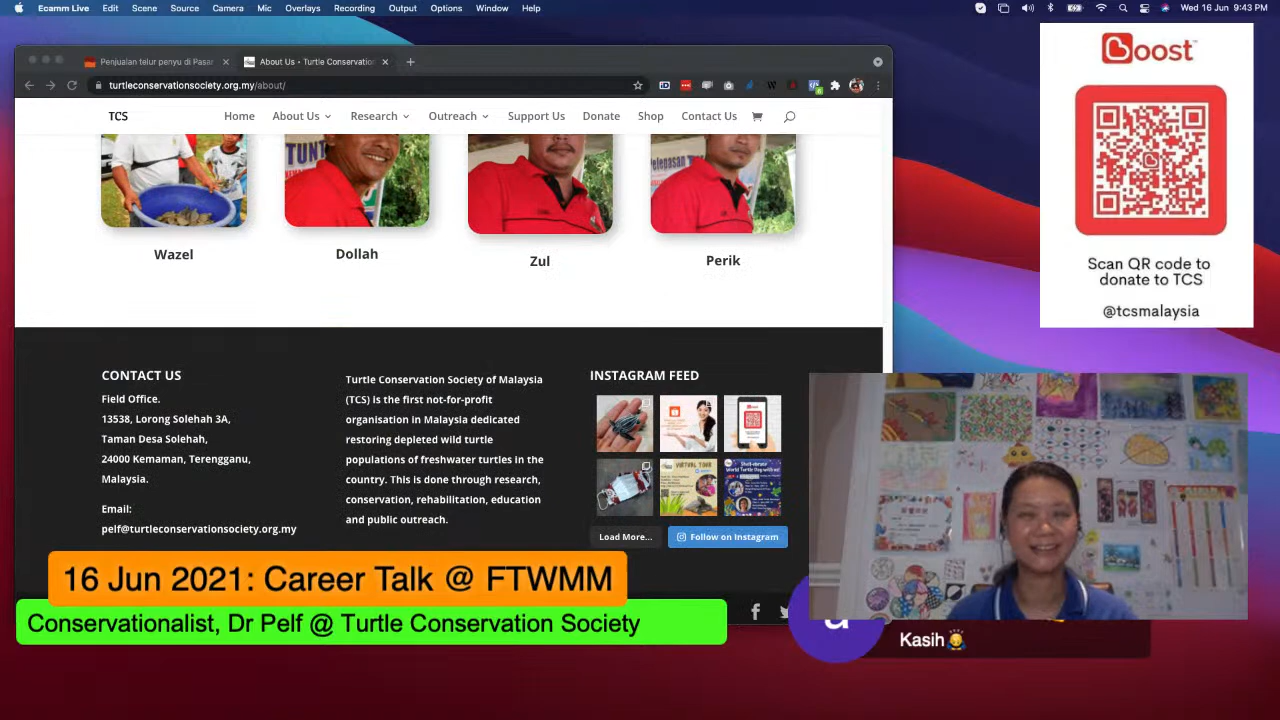 Ecamm Live Edit Scene Source Camera Mic Overlays Recording Output Options Window Help Wed 16 Jun 9:43 PM
Penjualan telur penyu di Pasar
About Us • Turtle Conservation
turtleconservationsociety.org.my/about/
TCS Home About Us Research Outreach Support Us Donate Shop Contact Us
Wazel
Dollah
Zul
Perik
CONTACT US
Field Office.
13538, Lorong Solehah 3A,
Taman Desa Solehah,
24000 Kemaman, Terengganu,
Malaysia.
Email:
pelf@turtleconservationsociety.org.my
Turtle Conservation Society of Malaysia
(TCS) is the first not-for-profit
organisation in Malaysia dedicated
restoring depleted wild turtle
populations of freshwater turtles in the
country. This is done through research,
conservation, rehabilitation, education
and public outreach.
INSTAGRAM FEED
Load More...
Follow on Instagram
16 Jun 2021: Career Talk @ FTWMM
Conservationalist, Dr Pelf @ Turtle Conservation Society
Boost™
Scan QR code to
donate to TCS
@tcsmalaysia
Kasih